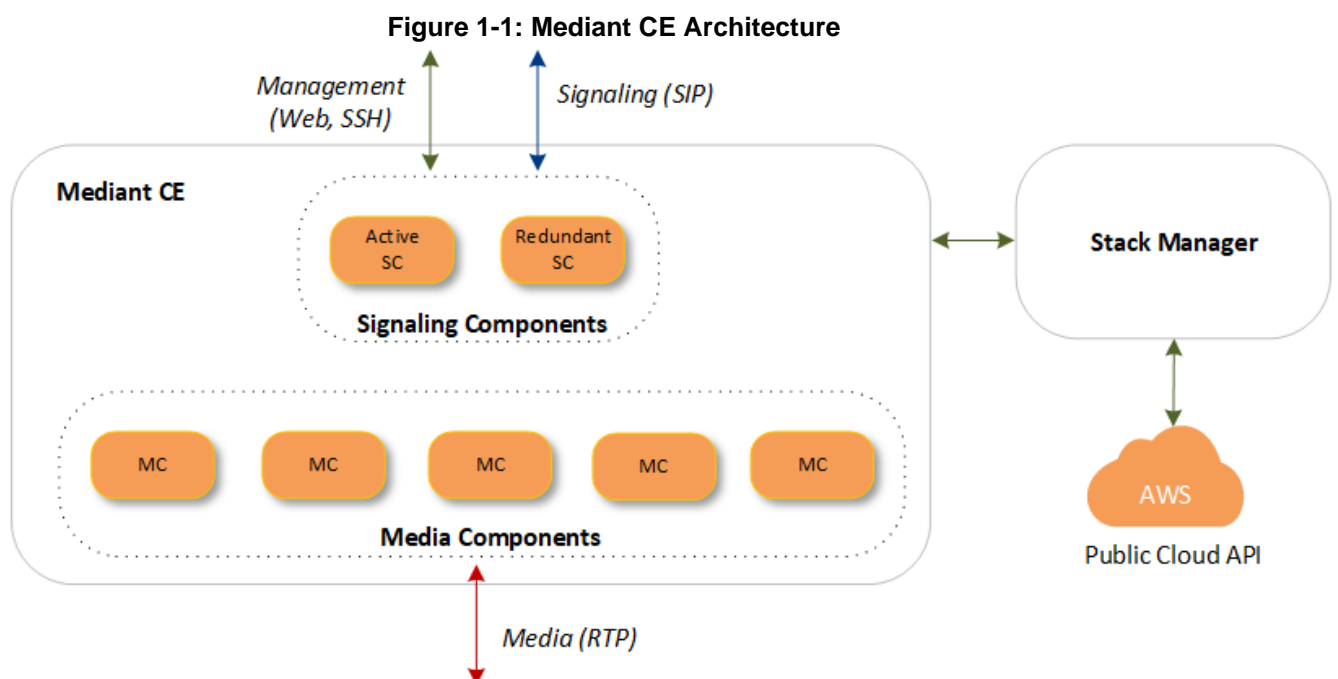 Figure 1-1: Mediant CE Architecture
Management
(Web, SSH)
Signaling (SIP)
Mediant CE
Active
SC
Redundant
SC
Signaling Components
Stack Manager
MC
MC
MC
MC
MC
Media Components
AWS
Public Cloud API
Media (RTP)